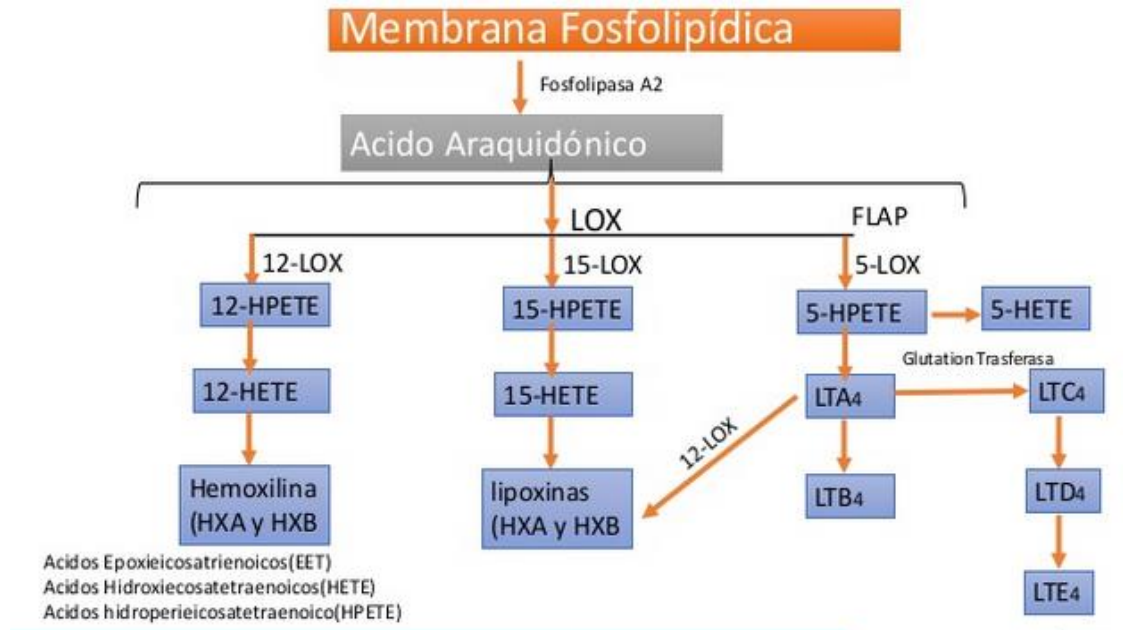 Membrana Fosfolipídica
Fosfolipasa A2
Acido Araquidónico
LOX
FLAP
12-LOX
15-LOX
5-LOX
12-HPETE
15-HPETE
5-HPETE
5-HETE
Glutation Trasferasa
12-HETE
15-HETE
LTA4
LTC4
12-LOX
Hemoxilina
(HXA y HXB
lipoxinas
(HXA y HXB
LTB4
LTD4
LTE4
Acidos Epoxieicosatrienoicos(EET)
Acidos Hidroxiecosatetraenoicos(HETE)
Acidos hidroperieicosatetraenoico(HPETE)